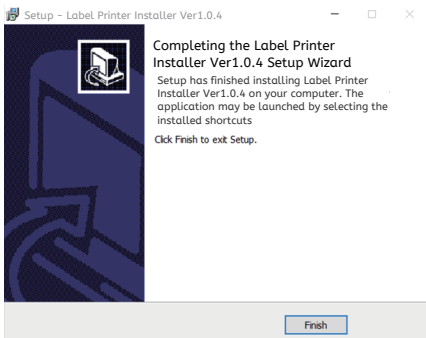 Setup - Label Printer Installer Ver1.0.4
Completing the Label Printer
Installer Ver1.0.4 Setup Wizard
Setup has finished installing Label Printer
Installer Ver1.0.4 on your computer. The
application may be launched by selecting the
installed shortcuts
Click Finish to exit Setup.
Finish